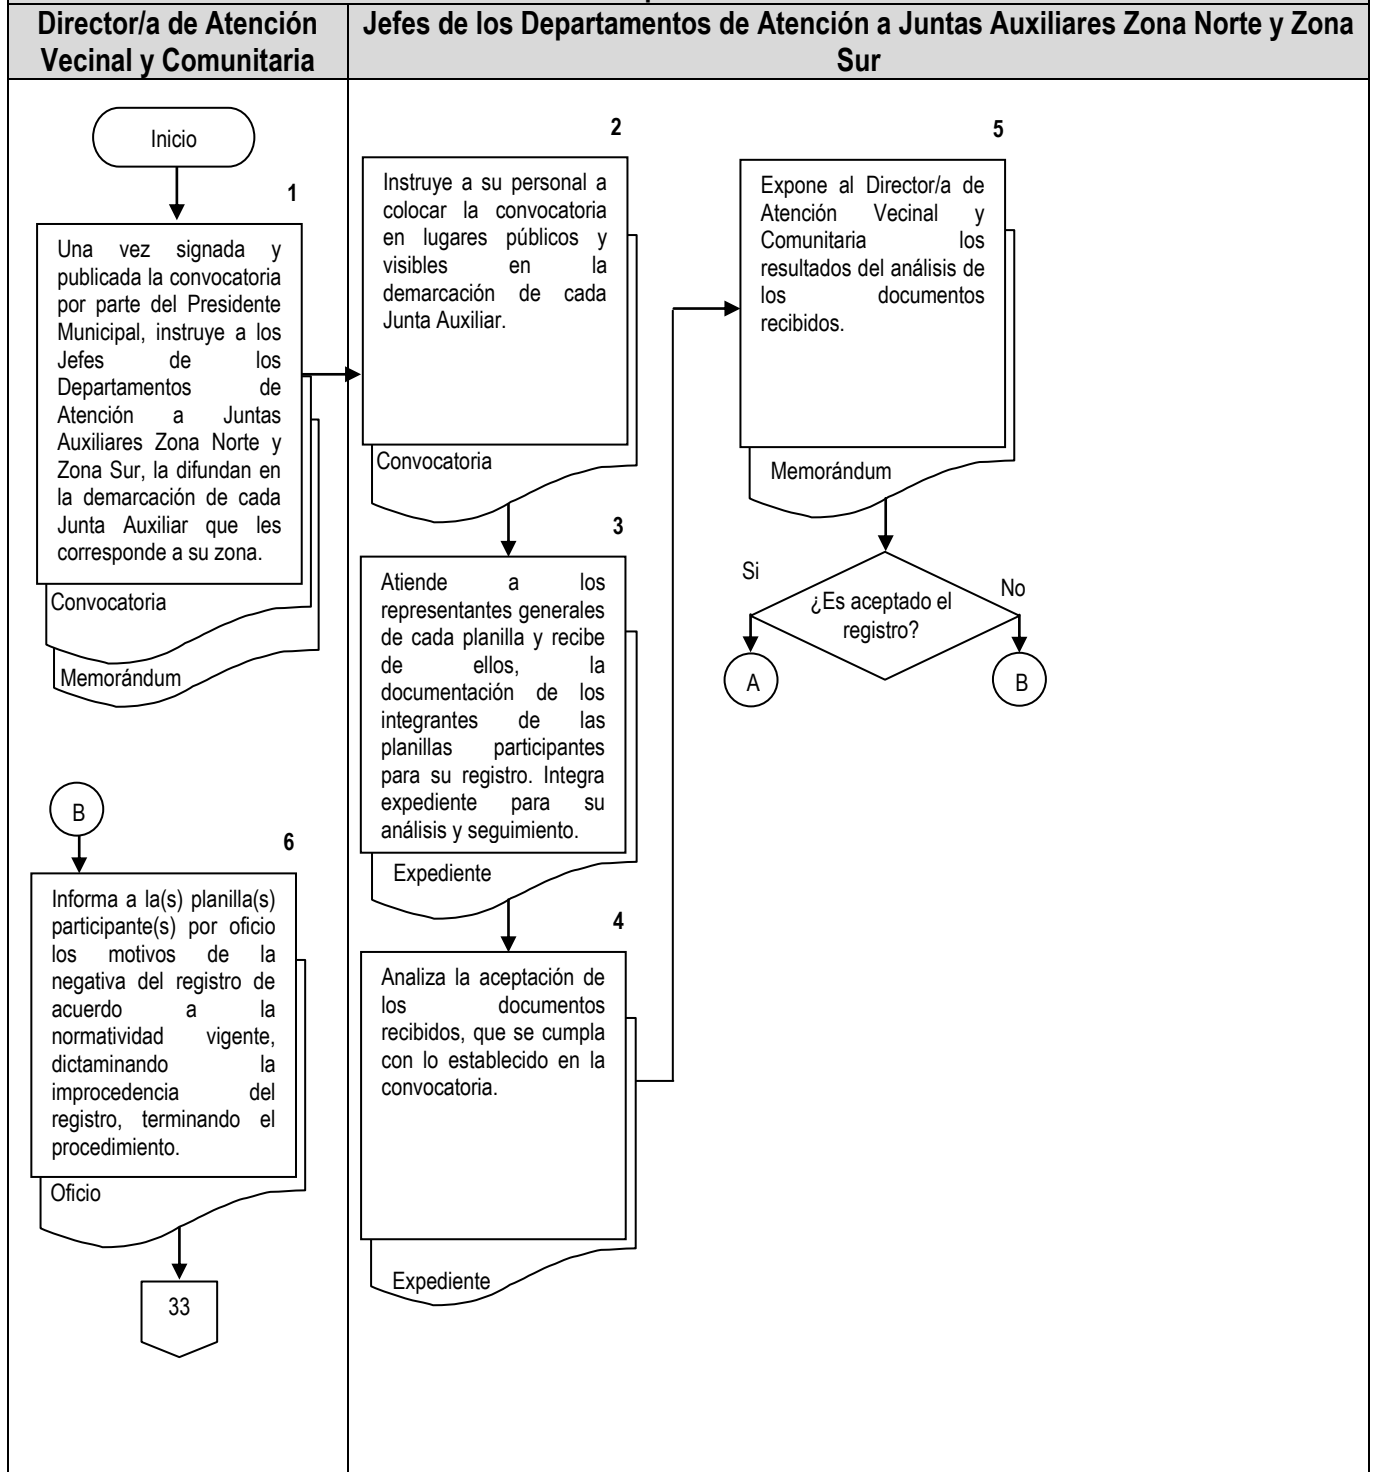 Director/a de Atención
Vecinal y Comunitaria
Jefes de los Departamentos de Atención a Juntas Auxiliares Zona Norte y Zona
Sur
Inicio
1
Una vez signada y
publicada la convocatoria
por parte del Presidente
Municipal, instruye a los
Jefes de los
Departamentos de
Atención a Juntas
Auxiliares Zona Norte y
Zona Sur, la difundan en
la demarcación de cada
Junta Auxiliar que les
corresponde a su zona.
Convocatoria
Memorándum
B
6
Informa a la(s) planilla(s)
participante(s) por oficio
los motivos de la
negativa del registro de
acuerdo a la
normatividad vigente,
dictaminando la
improcedencia del
registro, terminando el
procedimiento.
Oficio
33
2
Instruye a su personal a
colocar la convocatoria
en lugares públicos y
visibles en la
demarcación de cada
Junta Auxiliar.
Convocatoria
3
Atiende a los
representantes generales
de cada planilla y recibe
de ellos, la
documentación de los
integrantes de las
planillas participantes
para su registro. Integra
expediente para su
análisis y seguimiento.
Expediente
4
Analiza la aceptación de
los documentos
recibidos, que se cumpla
con lo establecido en la
convocatoria.
Expediente
5
Expone al Director/a de
Atención Vecinal y
Comunitaria los
resultados del análisis de
los documentos
recibidos.
Memorándum
Si
No
¿Es aceptado el
registro?
A
B